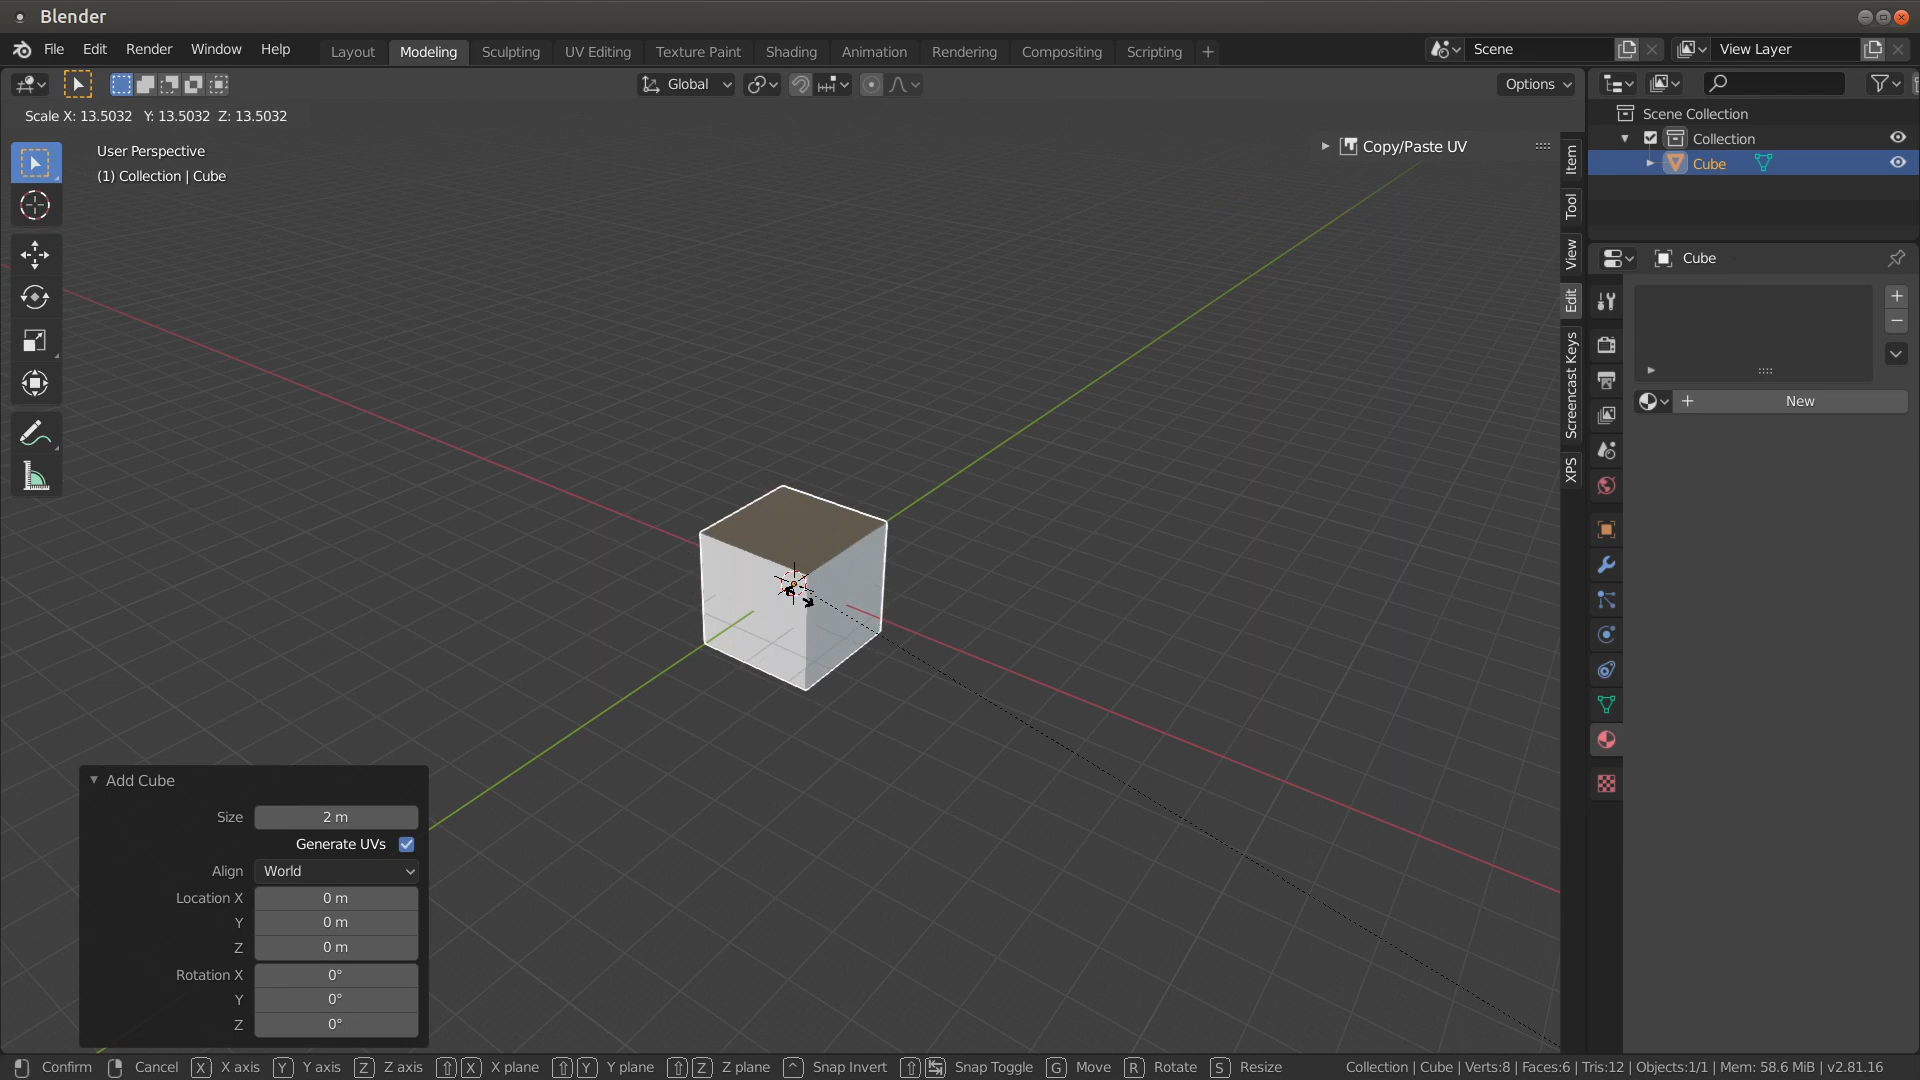 Blender
File Edit Render Window Help Layout Modeling Sculpting UV Editing Texture Paint Shading Animation Rendering Compositing Scripting + Scene View Layer
Global Options
Scale X: 13.5032 Y: 13.5032 Z: 13.5032
User Perspective
(1) Collection | Cube
Copy/Paste UV
Item
Tool
View
Edit
Screencast Keys
XPS
Scene Collection
Collection
Cube
Cube
New
Add Cube
Size 2 m
Generate UVs
Align World
Location X 0 m
Y 0 m
Z 0 m
Rotation X 0°
Y 0°
Z 0°
Confirm Cancel X X axis Y Y axis Z Z axis X X plane Y Y plane Z Z plane ^ Snap Invert Snap Toggle G Move R Rotate S Resize Collection | Cube | Verts:8 | Faces:6 | Tris:12 | Objects:1/1 | Mem: 58.6 MiB | v2.81.16